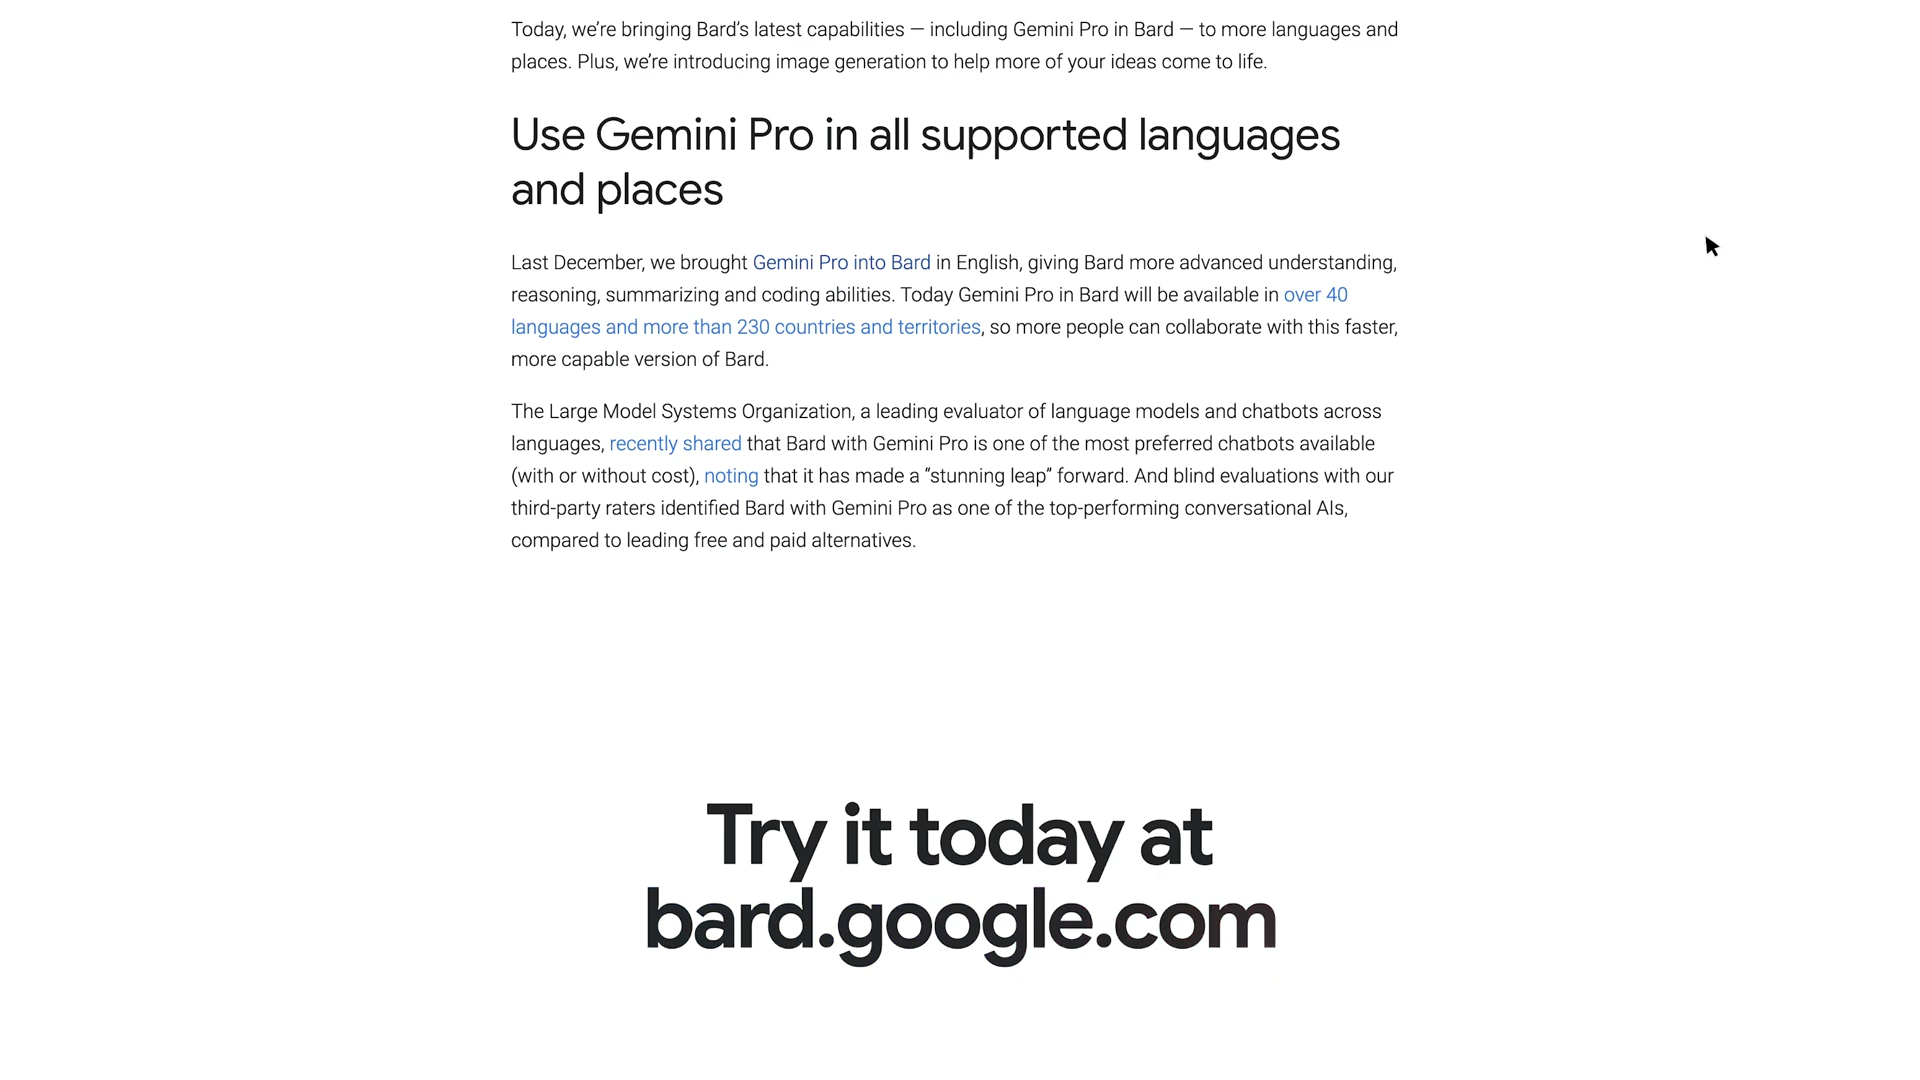 Today, we’re bringing Bard’s latest capabilities — including Gemini Pro in Bard — to more languages and
places. Plus, we’re introducing image generation to help more of your ideas come to life.
Use Gemini Pro in all supported languages
and places
Last December, we brought Gemini Pro into Bard in English, giving Bard more advanced understanding,
reasoning, summarizing and coding abilities. Today Gemini Pro in Bard will be available in over 40
languages and more than 230 countries and territories, so more people can collaborate with this faster,
more capable version of Bard.
The Large Model Systems Organization, a leading evaluator of language models and chatbots across
languages, recently shared that Bard with Gemini Pro is one of the most preferred chatbots available
(with or without cost), noting that it has made a “stunning leap” forward. And blind evaluations with our
third-party raters identified Bard with Gemini Pro as one of the top-performing conversational AIs,
compared to leading free and paid alternatives.
Try it today at
bard.google.com